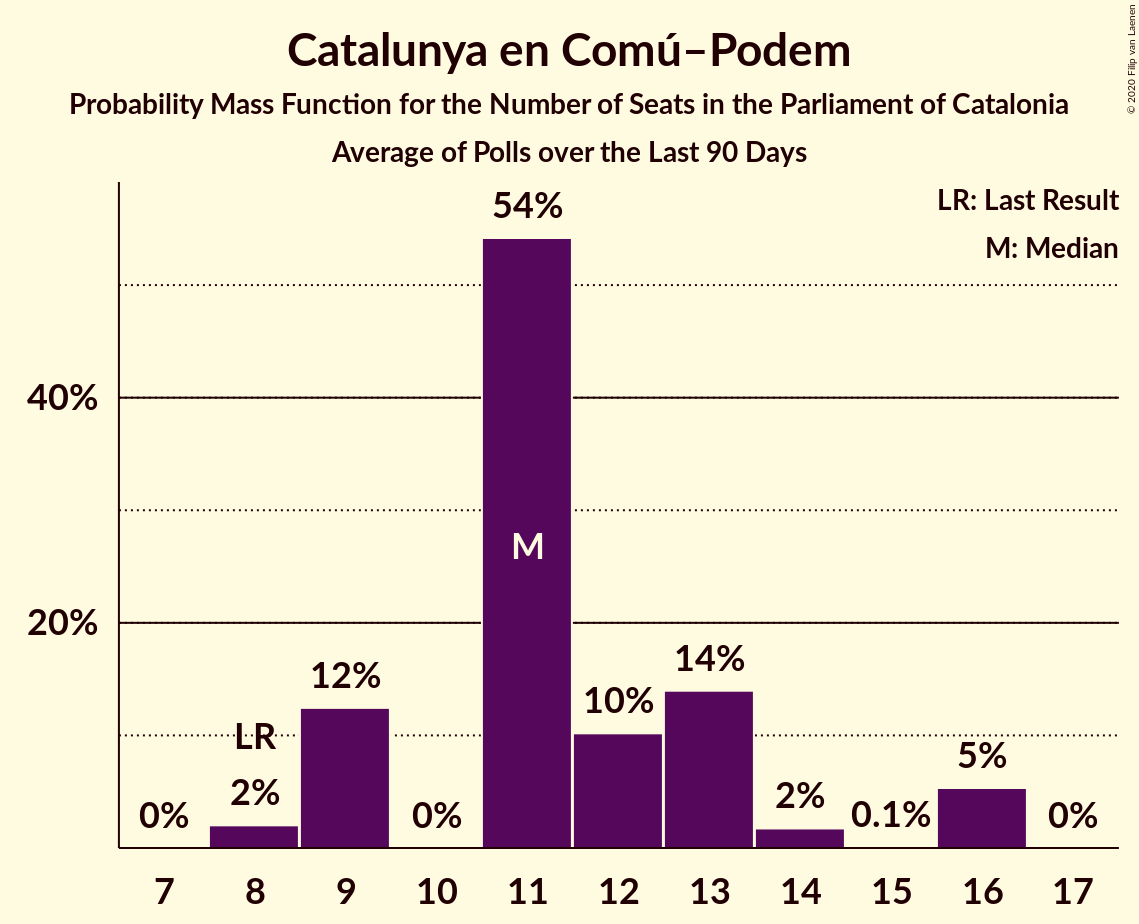 Catalunya en Comú–Podem
Probability Mass Function for the Number of Seats in the Parliament of Catalonia
Average of Polls over the Last 90 Days
© 2020 Filip van Laenen
LR: Last Result
M: Median
54%
40%
M
20%
14%
12%
10%
LR
5%
2%
2%
0%
0%
0.1%
0%
7 8 9 10 11 12 13 14 15 16 17